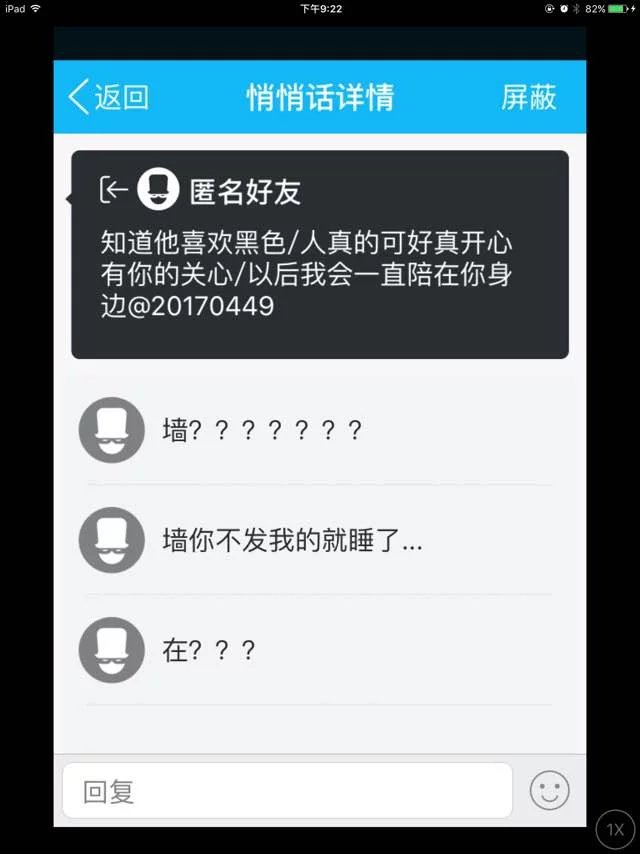 iPad 下午9:22 82%
返回 悄悄话详情 屏蔽
匿名好友
知道他喜欢黑色/人真的可好真开心
有你的关心/以后我会一直陪在你身
边@20170449
墙？？？？？？？
墙你不发我的就睡了...
在？？？
回复
1X